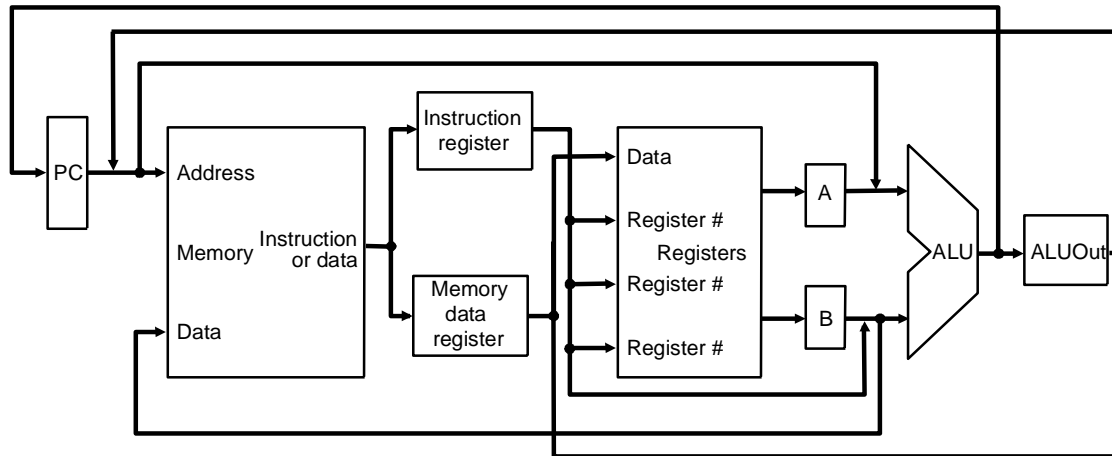 PC
Address
Memory
Instruction
or data
Data
Instruction
register
Memory
data
register
Data
Register #
Registers
Register #
Register #
A
B
ALU
ALUOut